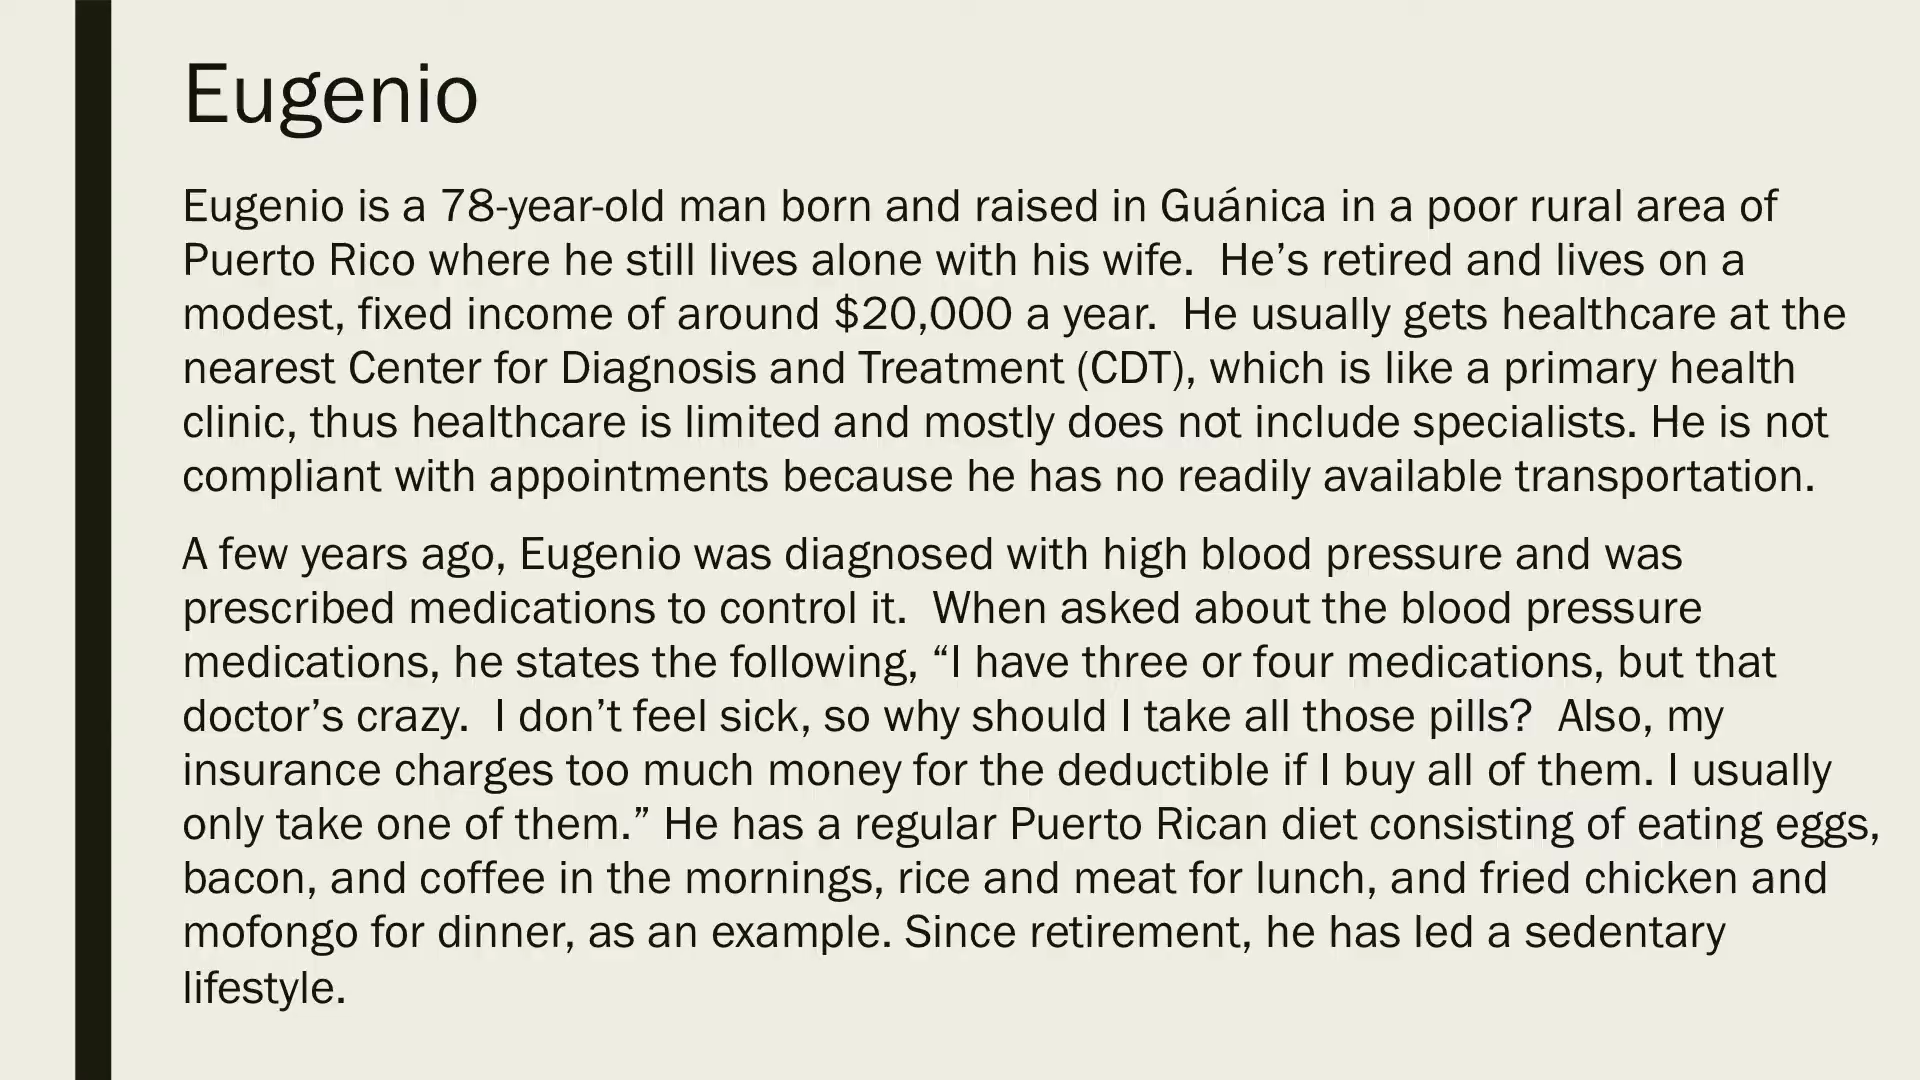 Eugenio
Eugenio is a 78-year-old man born and raised in Guánica in a poor rural area of
Puerto Rico where he still lives alone with his wife.  He’s retired and lives on a
modest, fixed income of around $20,000 a year.  He usually gets healthcare at the
nearest Center for Diagnosis and Treatment (CDT), which is like a primary health
clinic, thus healthcare is limited and mostly does not include specialists. He is not
compliant with appointments because he has no readily available transportation.
A few years ago, Eugenio was diagnosed with high blood pressure and was
prescribed medications to control it.  When asked about the blood pressure
medications, he states the following, “I have three or four medications, but that
doctor’s crazy.  I don’t feel sick, so why should I take all those pills?  Also, my
insurance charges too much money for the deductible if I buy all of them. I usually
only take one of them.” He has a regular Puerto Rican diet consisting of eating eggs,
bacon, and coffee in the mornings, rice and meat for lunch, and fried chicken and
mofongo for dinner, as an example. Since retirement, he has led a sedentary
lifestyle.